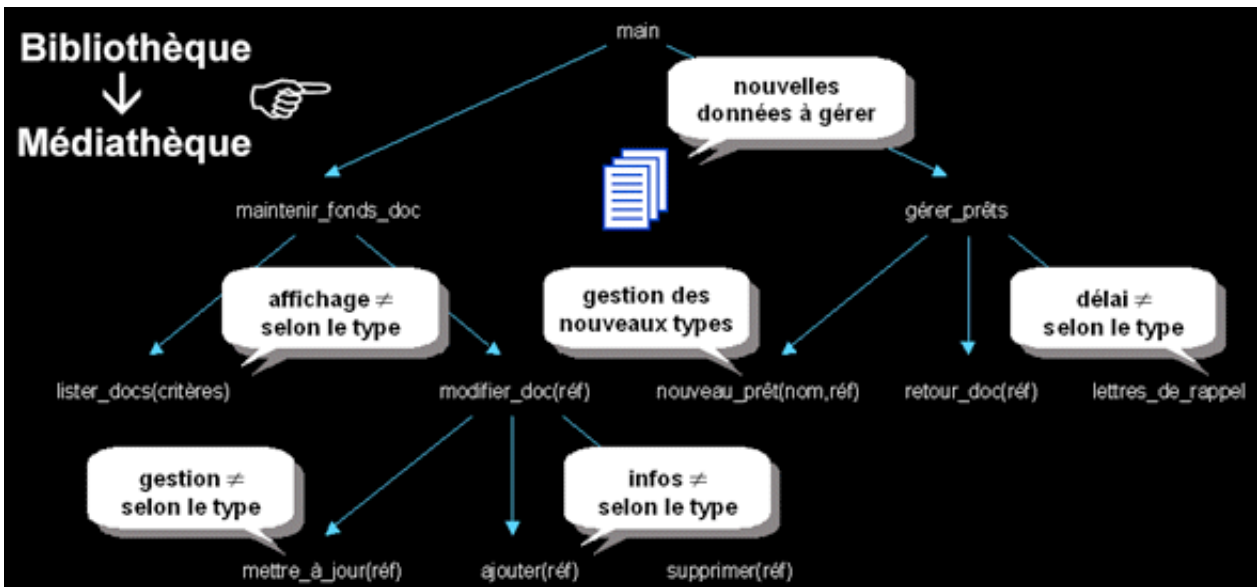 Bibliothèque
Médiathèque
main
nouvelles
données à gérer
maintenir_fonds_doc
gérer_prêts
affichage ≠
selon le type
gestion des
nouveaux types
délai ≠
selon le type
lister_docs(critères)
modifier_doc(réf)
nouveau_prêt(nom,réf)
retour_doc(réf)
lettres_de_rappel
gestion ≠
selon le type
infos ≠
selon le type
mettre_à_jour(réf)
ajouter(réf)
supprimer(réf)